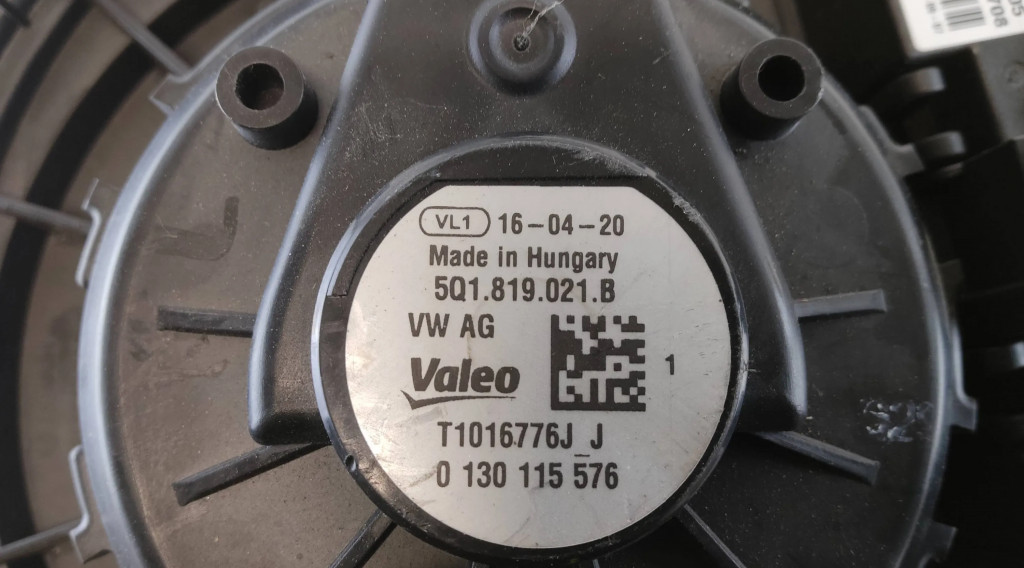 VL1 16-04-20
Made in Hungary
5Q1.819.021.B
VW AG
Valeo
1
T1016776J_J
0 130 115 576
708